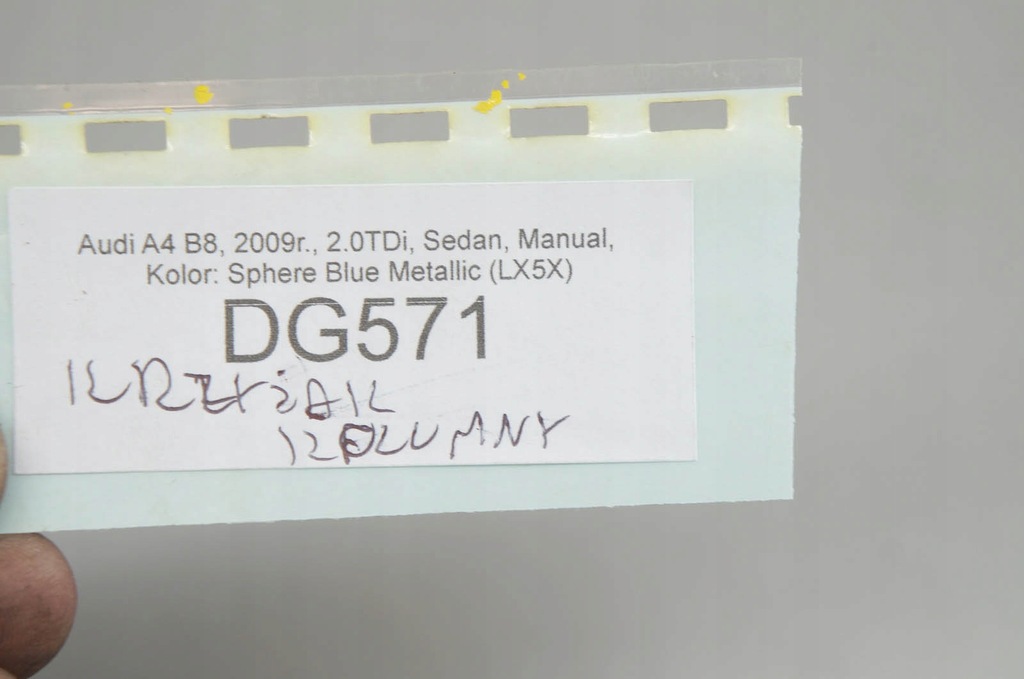 Audi A4 B8, 2009r., 2.0TDi, Sedan, Manual,
Kolor: Sphere Blue Metallic (LX5X)
DG571
KRZYŻAK
KOLUMNY